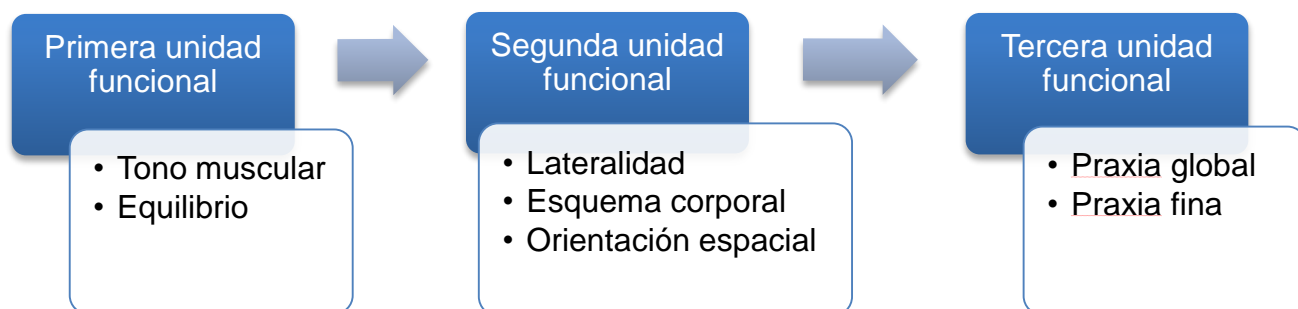 Primera unidad
funcional
• Tono muscular
• Equilibrio
Segunda unidad
funcional
• Lateralidad
• Esquema corporal
• Orientación espacial
Tercera unidad
funcional
• Praxia global
• Praxia fina